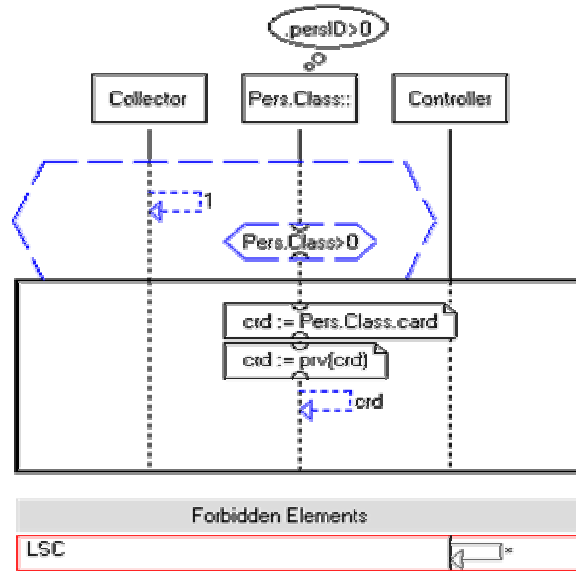 .persID>0
Collector
Pers.Class::
Controller
1
Pers.Class>0
crd := Pers.Class.card
crd := prv(crd)
crd
Forbidden Elements
LSC
*